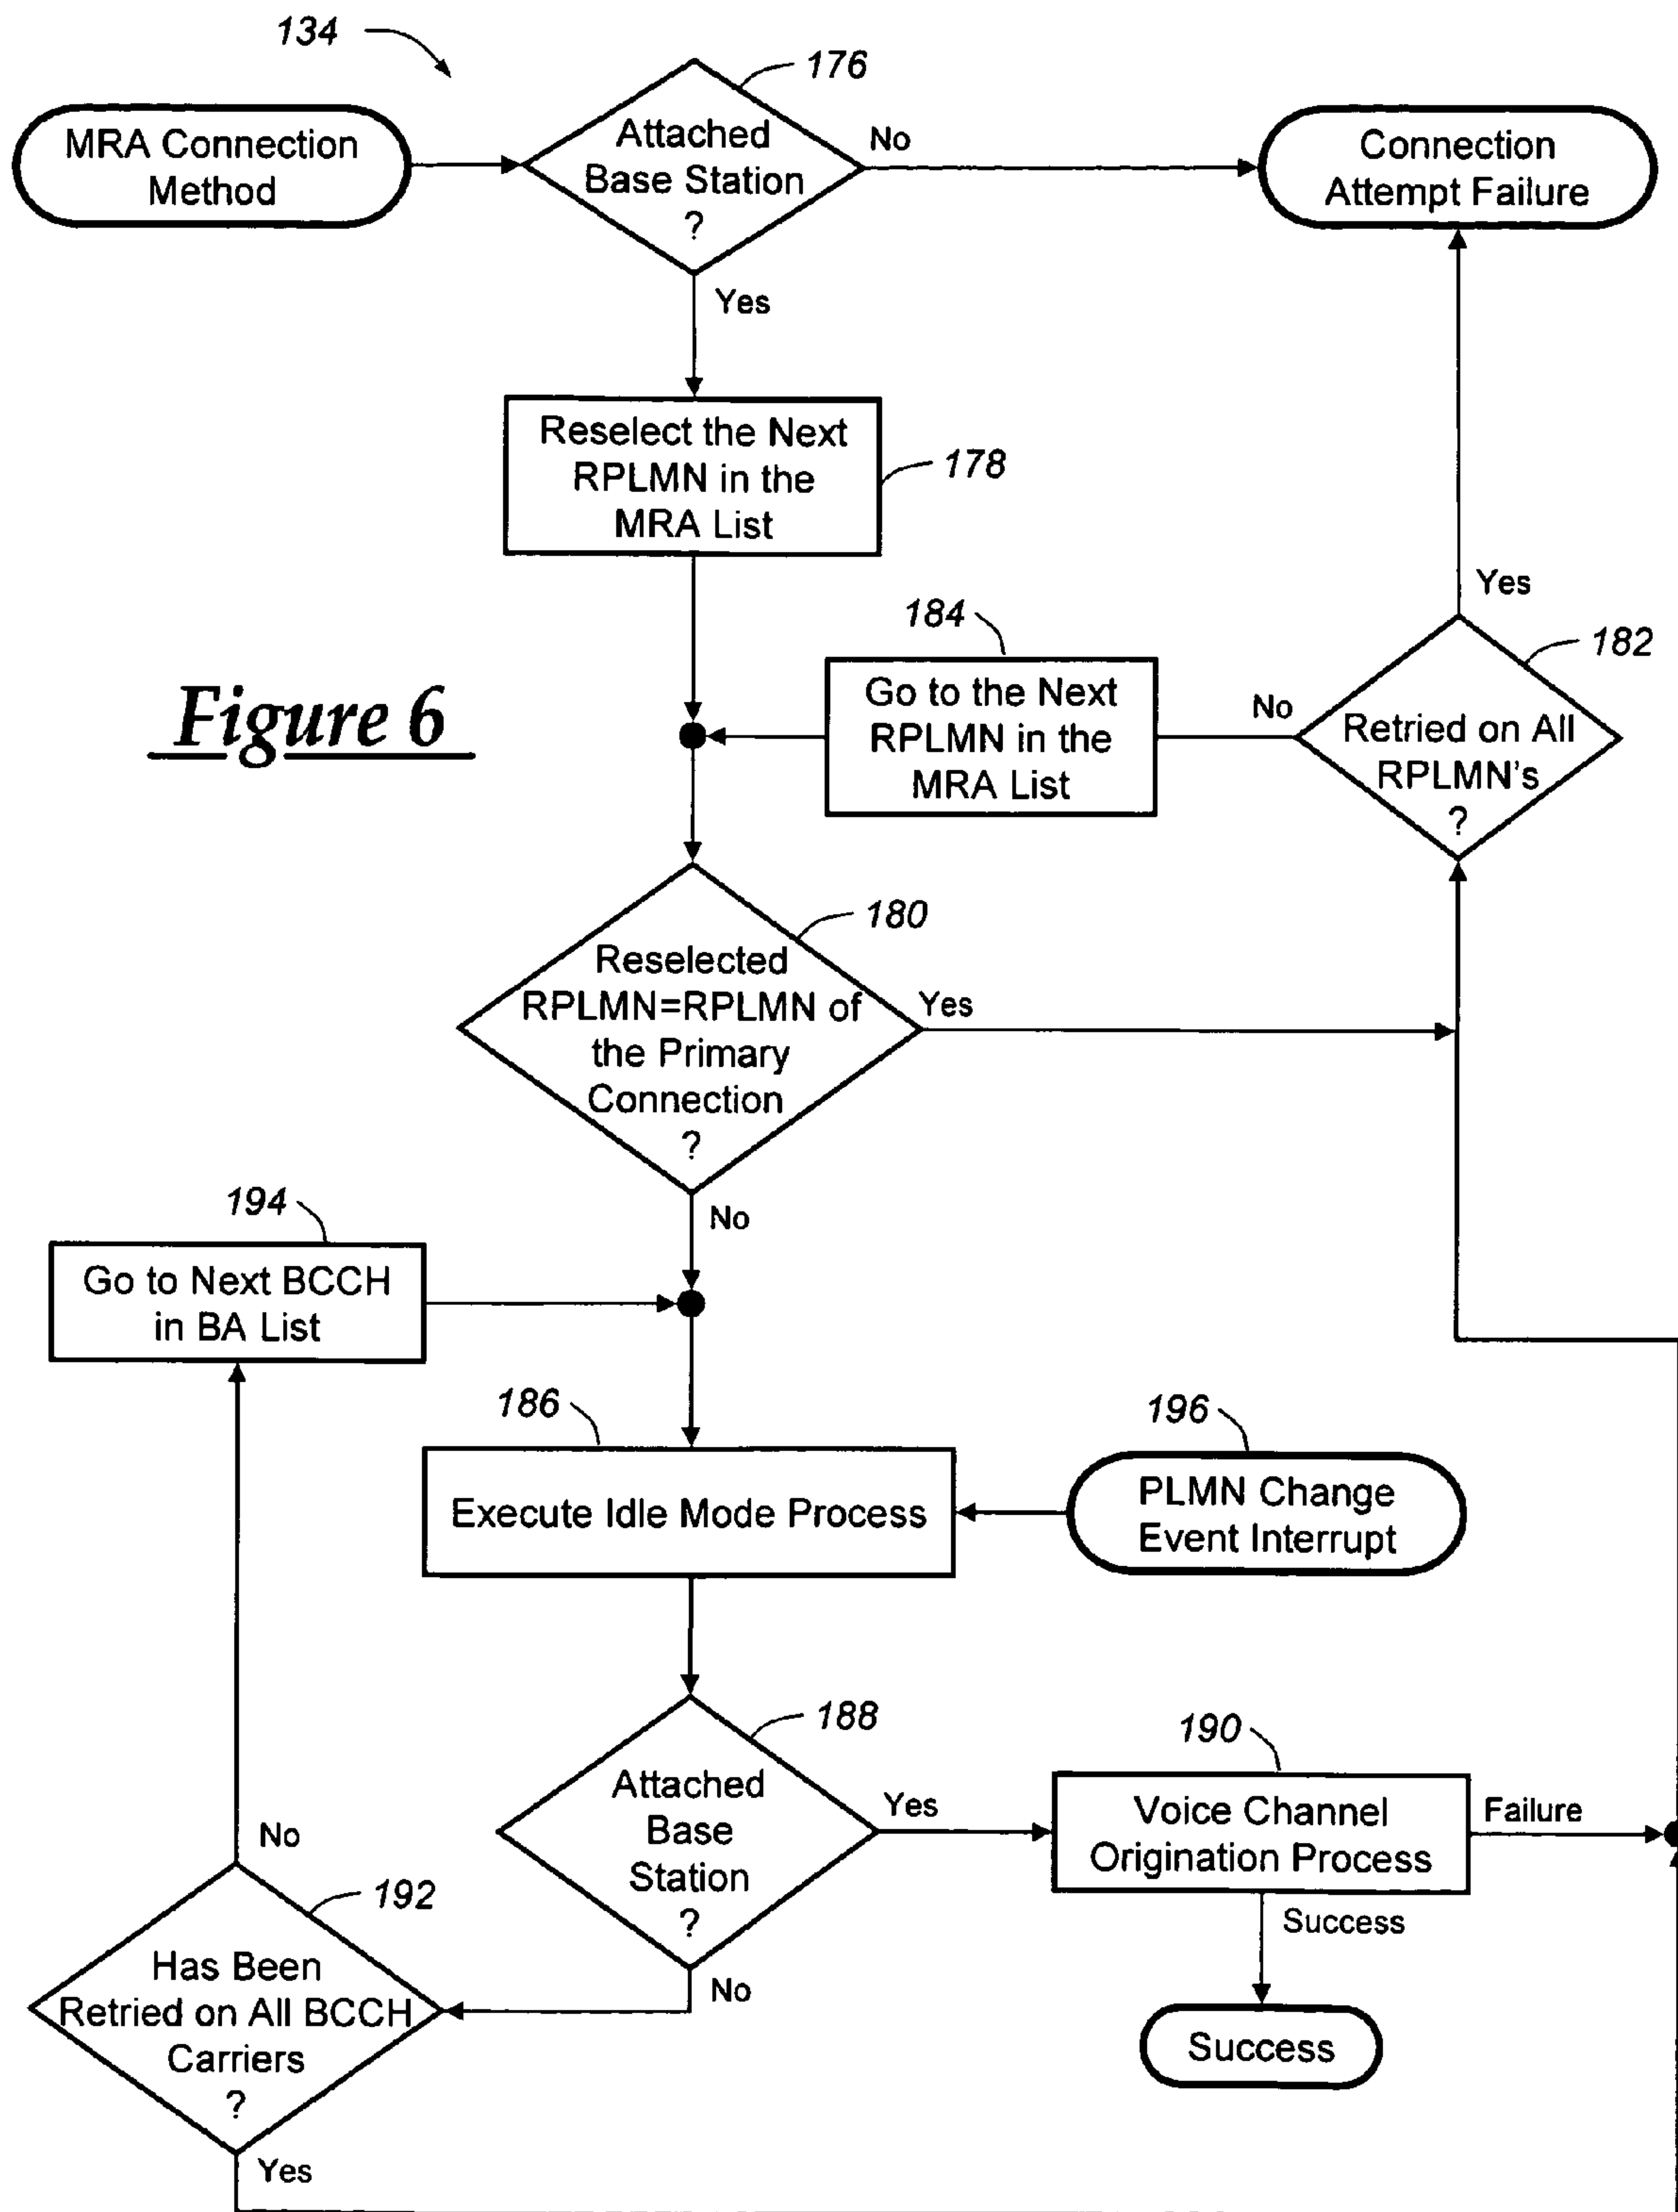 134
176
MRA Connection
Method
Attached
Base Station
?
No
Connection
Attempt Failure
Yes
Reselect the Next
RPLMN in the
MRA List
178
Yes
184
182
Figure 6
Go to the Next
RPLMN in the
MRA List
No
Retried on All
RPLMN's
?
180
Reselected
RPLMN=RPLMN of
the Primary
Connection
?
Yes
194
No
Go to Next BCCH
in BA List
186
196
Execute Idle Mode Process
PLMN Change
Event Interrupt
188
190
Attached
Base
Station
?
Yes
Voice Channel
Origination Process
Failure
No
192
Success
Has Been
Retried on All BCCH
Carriers
?
No
Success
Yes